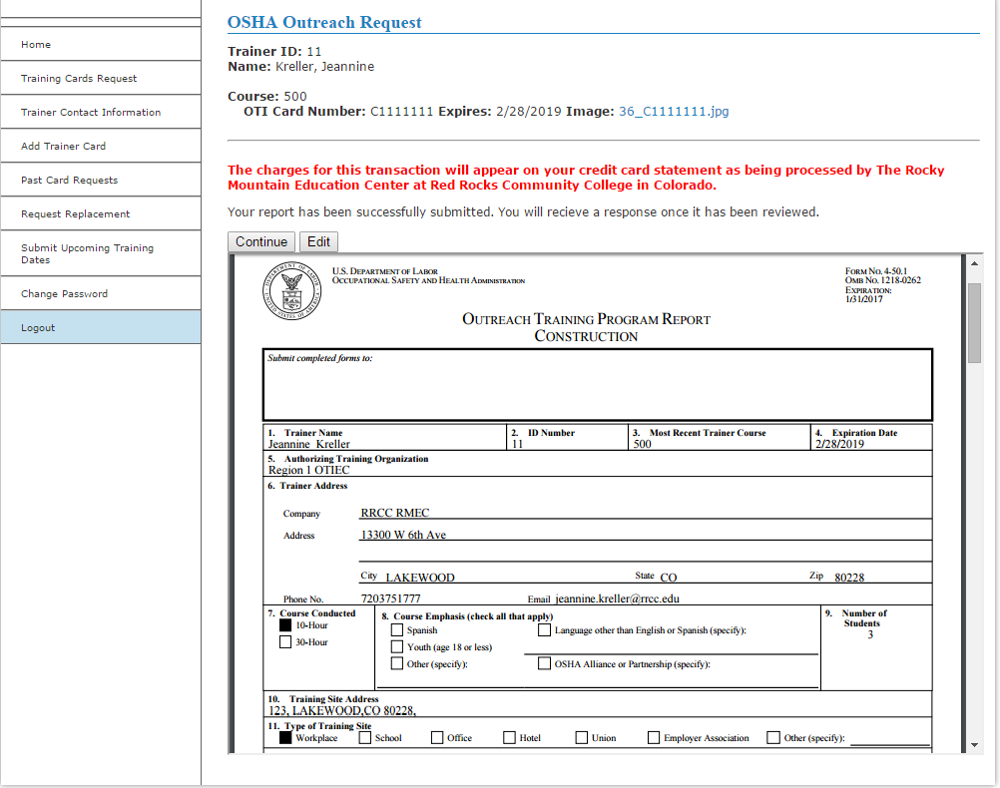 Home
Training Cards Request
Trainer Contact Information
Add Trainer Card
Past Card Requests
Request Replacement
Submit Upcoming Training
Dates
Change Password
Logout
OSHA Outreach Request
Trainer ID: 11
Name: Kreller, Jeannine
Course: 500
OTI Card Number: C1111111 Expires: 2/28/2019 Image: 36_C1111111.jpg
The charges for this transaction will appear on your credit card statement as being processed by The Rocky
Mountain Education Center at Red Rocks Community College in Colorado.
Your report has been successfully submitted. You will recieve a response once it has been reviewed.
Continue Edit
U.S. DEPARTMENT OF LABOR
OCCUPATIONAL SAFETY AND HEALTH ADMINISTRATION
FORM NO. 4-50.1
OMB NO. 1218-0262
EXPIRATION:
1/31/2017
OUTREACH TRAINING PROGRAM REPORT
CONSTRUCTION
Submit completed forms to:
1. Trainer Name 2. ID Number 3. Most Recent Trainer Course 4. Expiration Date
Jeannine Kreller 11 500 2/28/2019
5. Authorizing Training Organization
Region 1 OTIEC
6. Trainer Address
Company RRCC RMEC
Address 13300 W 6th Ave
City LAKEWOOD State CO Zip 80228
Phone No. 7203751777 Email jeannine.kreller@rrcc.edu
7. Course Conducted
10-Hour
30-Hour
8. Course Emphasis (check all that apply)
Spanish Language other than English or Spanish (specify):
Youth (age 18 or less)
Other (specify): OSHA Alliance or Partnership (specify):
9. Number of
Students
3
10. Training Site Address
123, LAKEWOOD,CO 80228,
11. Type of Training Site
Workplace School Office Hotel Union Employer Association Other (specify):